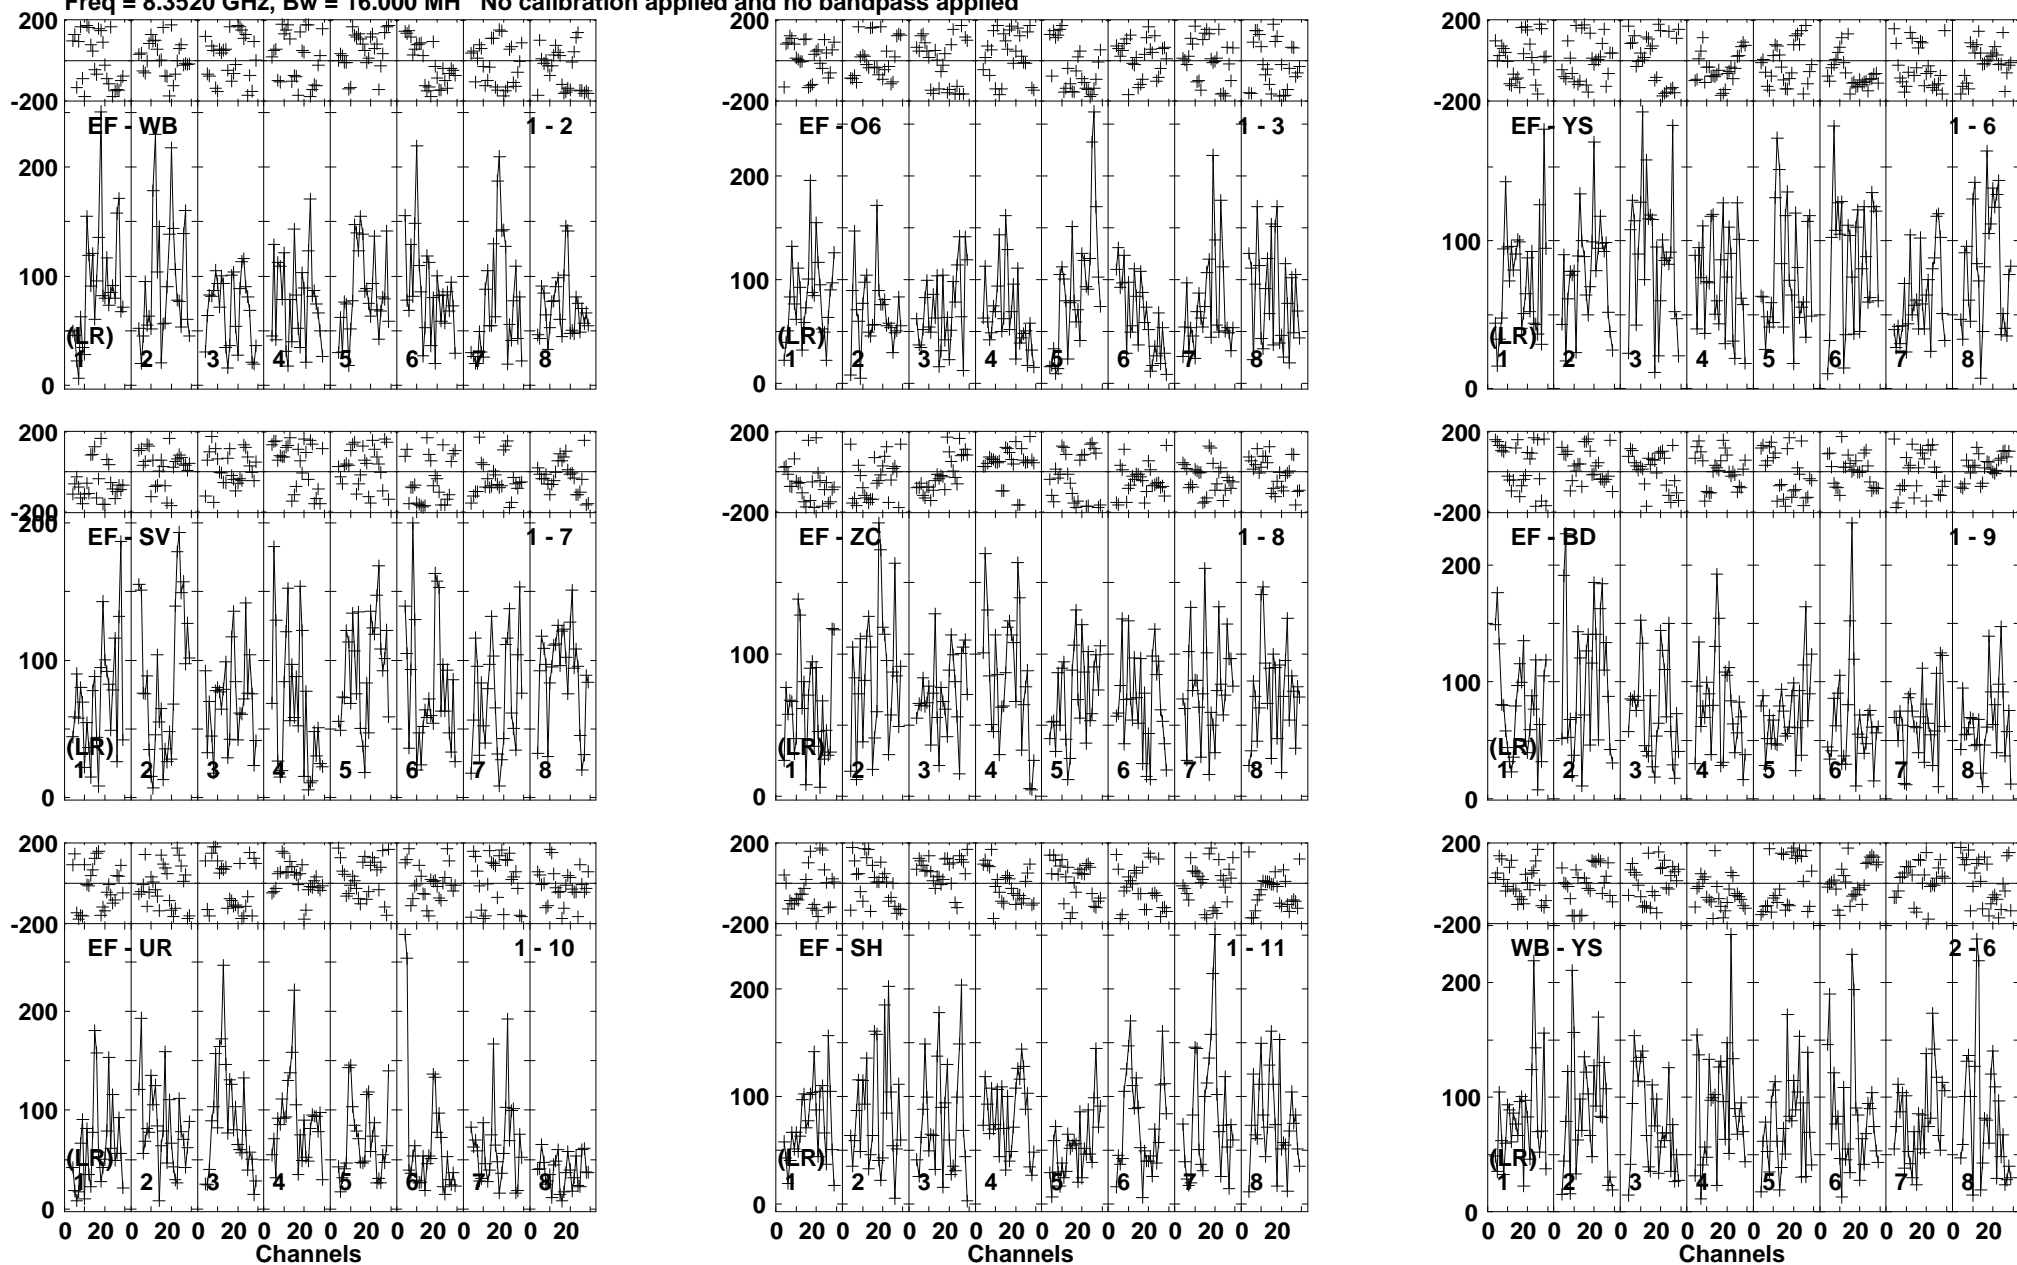 Freq = 8.3520 GHz, Bw = 16.000 MH No calibration applied and no bandpass applied
200 200 200
-200 -200 -200
EF - WB 1 - 2 EF - O6 1 - 3 EF - YS 1 - 6
200 200
100 100 100
(LR) (LR) (LR)
1 2 3 4 5 6 7 8 1 2 3 4 5 6 7 8 1 2 3 4 5 6 7 8
0 0 0
200 200 200
-200 -200 -200
200
EF - SV 1 - 7 EF - ZC 1 - 8 EF - BD 1 - 9
200
100 100 100
(LR) (LR) (LR)
1 2 3 4 5 6 7 8 1 2 3 4 5 6 7 8 1 2 3 4 5 6 7 8
0 0 0
200 200 200
-200 -200 -200
EF - UR 1 - 10 EF - SH 1 - 11 WB - YS 2 - 6
200 200 200
100 100 100
(LR) (LR) (LR)
1 2 3 4 5 6 7 8 1 2 3 4 5 6 7 8 1 2 3 4 5 6 7 8
0 0 0
0 20 0 20 0 20 0 20 0 20 0 20 0 20 0 20 0 20 0 20 0 20 0 20 0 20 0 20 0 20 0 20 0 20 0 20 0 20 0 20 0 20 0 20 0 20 0 20
Channels Channels Channels